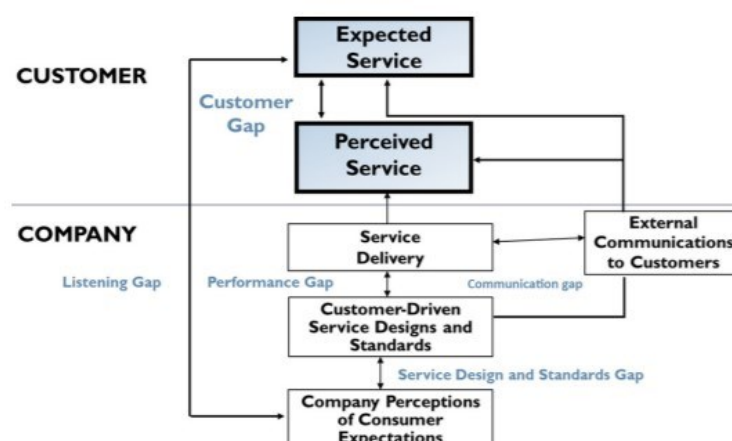 Expected
Service
CUSTOMER
Customer
Gap
Perceived
Service
COMPANY
Service
Delivery
External
Communications
to Customers
Listening Gap
Performance Gap
Communication gap
Customer-Driven
Service Designs and
Standards
Service Design and Standards Gap
Company Perceptions
of Consumer
Expectations